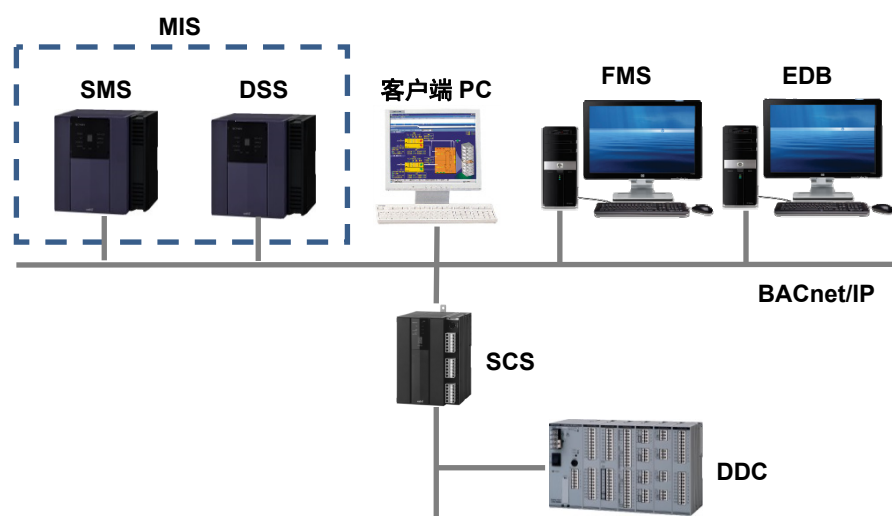 MIS
SMS
DSS
客户端 PC
FMS
EDB
BACnet/IP
SCS
DDC